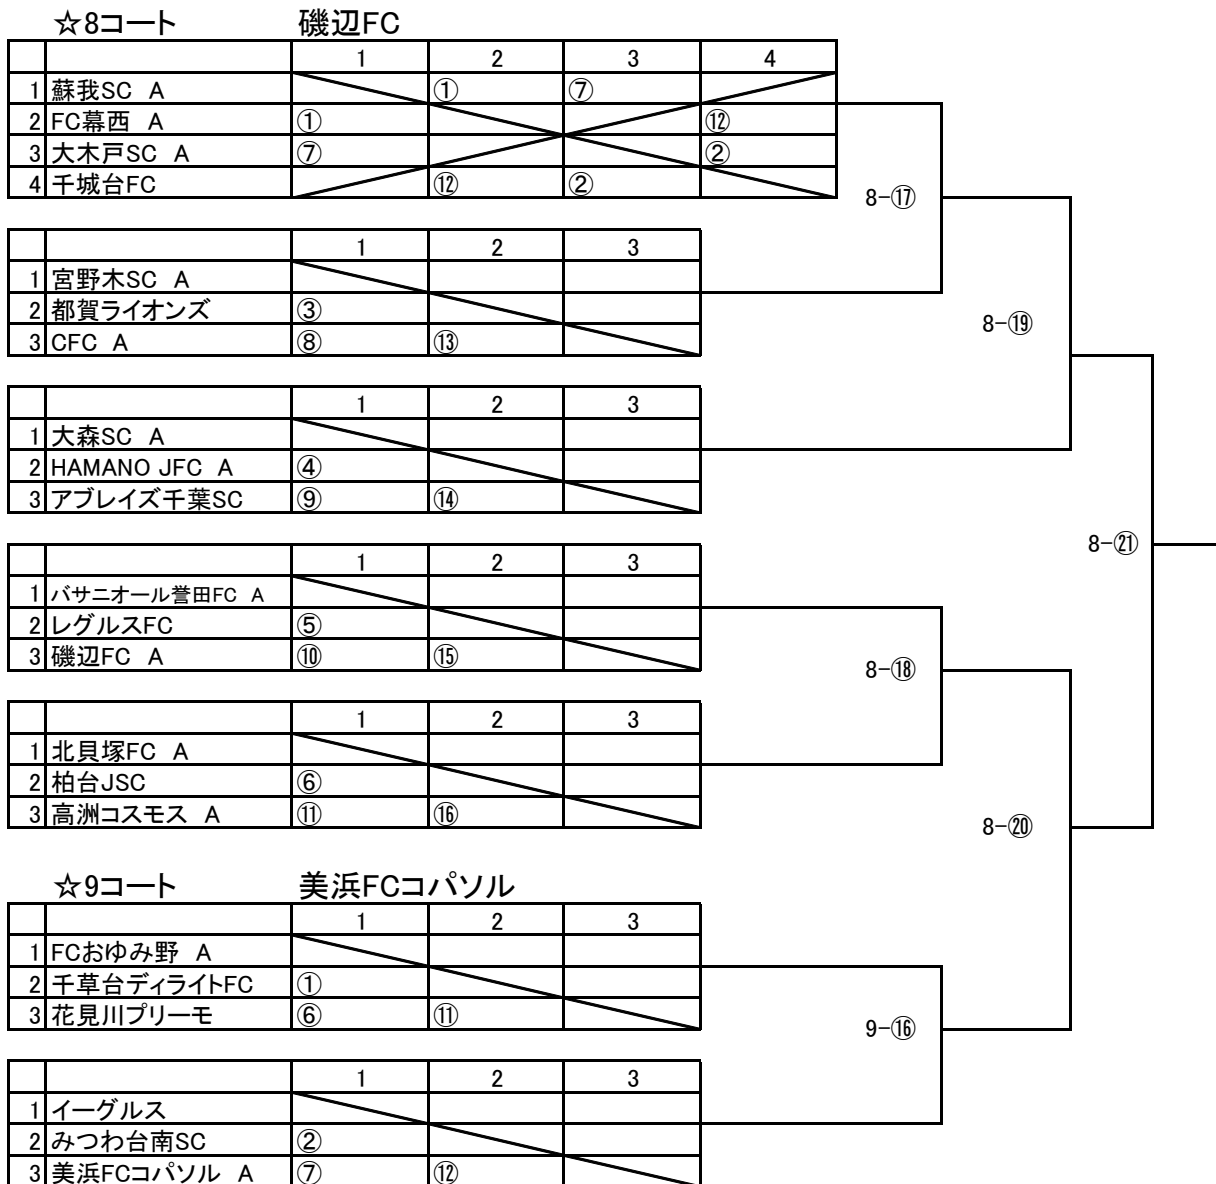 ☆8コート 磯辺FC
1 2 3 4
1 蘇我SC A ① ⑦
2 FC幕西 A ① ⑫
3 大木戸SC A ⑦ ②
4 千城台FC ⑫ ②
8-⑰
1 2 3
1 宮野木SC A
2 都賀ライオンズ ③
3 CFC A ⑧ ⑬
8-⑲
1 2 3
1 大森SC A
2 HAMANO JFC A ④
3 アブレイズ千葉SC ⑨ ⑭
8-㉑
1 2 3
1 バサニオール誉田FC A
2 レグルスFC ⑤
3 磯辺FC A ⑩ ⑮
8-⑱
1 2 3
1 北貝塚FC A
2 柏台JSC ⑥
3 高洲コスモス A ⑪ ⑯
8-⑳
☆9コート 美浜FCコパソル
1 2 3
1 FCおゆみ野 A
2 千草台ディライトFC ①
3 花見川プリーモ ⑥ ⑪
9-⑯
1 2 3
1 イーグルス
2 みつわ台南SC ②
3 美浜FCコパソル A ⑦ ⑫